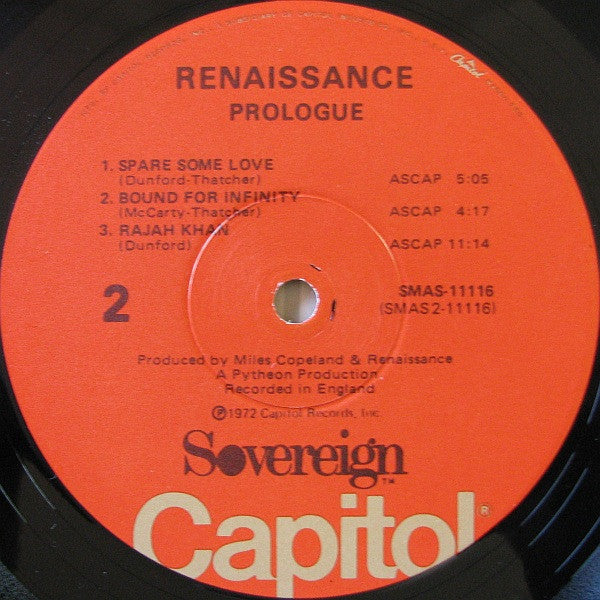 RENAISSANCE
PROLOGUE
1. SPARE SOME LOVE
(Dunford-Thatcher) ASCAP 5:05
2. BOUND FOR INFINITY
(McCarty-Thatcher) ASCAP 4:17
3. RAJAH KHAN
(Dunford) ASCAP 11:14
2
SMAS-11116
(SMAS2-11116)
Produced by Miles Copeland & Renaissance
A Pytheon Production
Recorded in England
℗1972 Capitol Records, Inc.
Sovereign™
Capitol®
Capitol